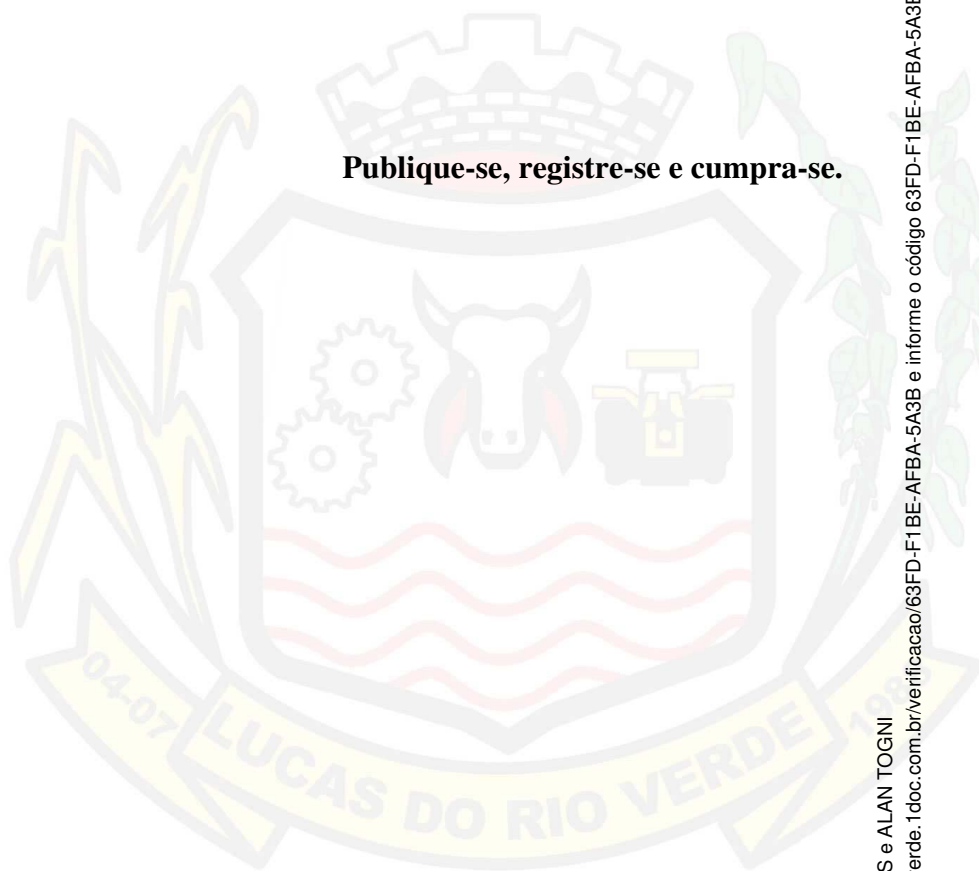 Publique-se, registre-se e cumpra-se.
04-07
LUCAS DO RIO VERDE
1988
S e ALAN TOGNI
erde.1doc.com.br/verificacao/63FD-F1BE-AFBA-5A3B e informe o código 63FD-F1BE-AFBA-5A3B